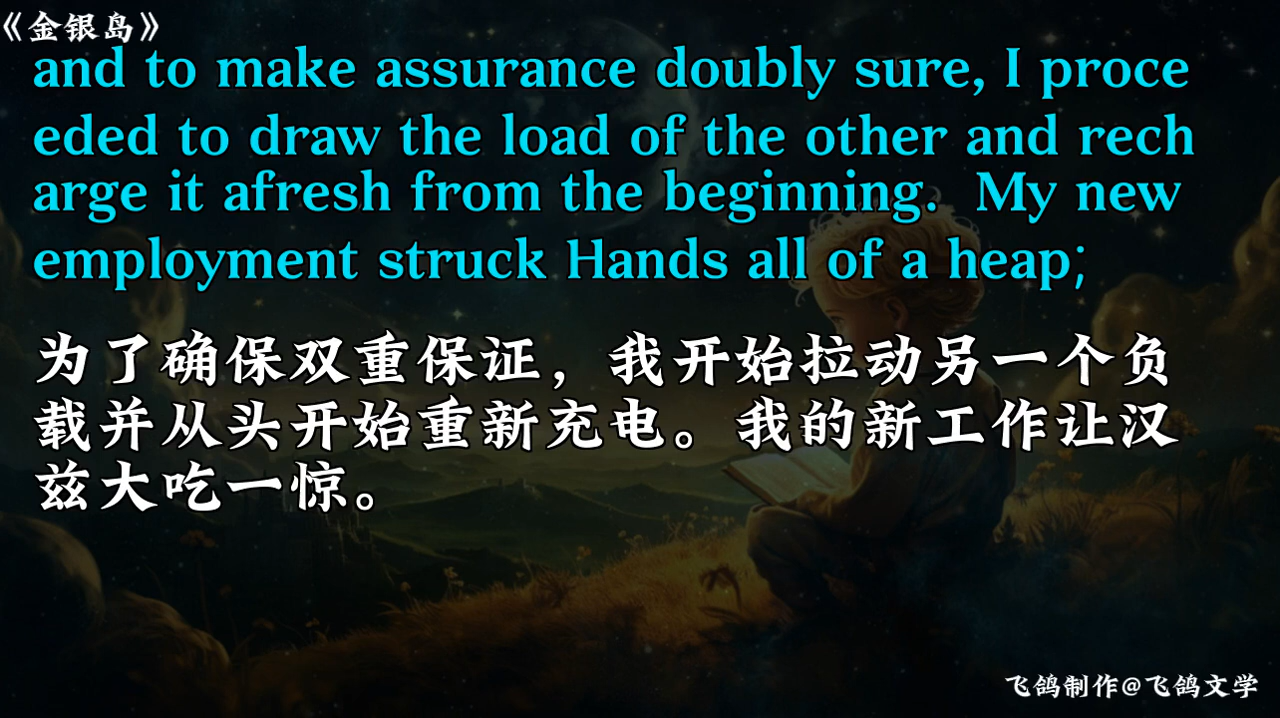 《金银岛》
and to make assurance doubly sure, I proce
eded to draw the load of the other and rech
arge it afresh from the beginning.  My new
employment struck Hands all of a heap;
为了确保双重保证，我开始拉动另一个负
载并从头开始重新充电。我的新工作让汉
兹大吃一惊。
飞鸽制作@飞鸽文学